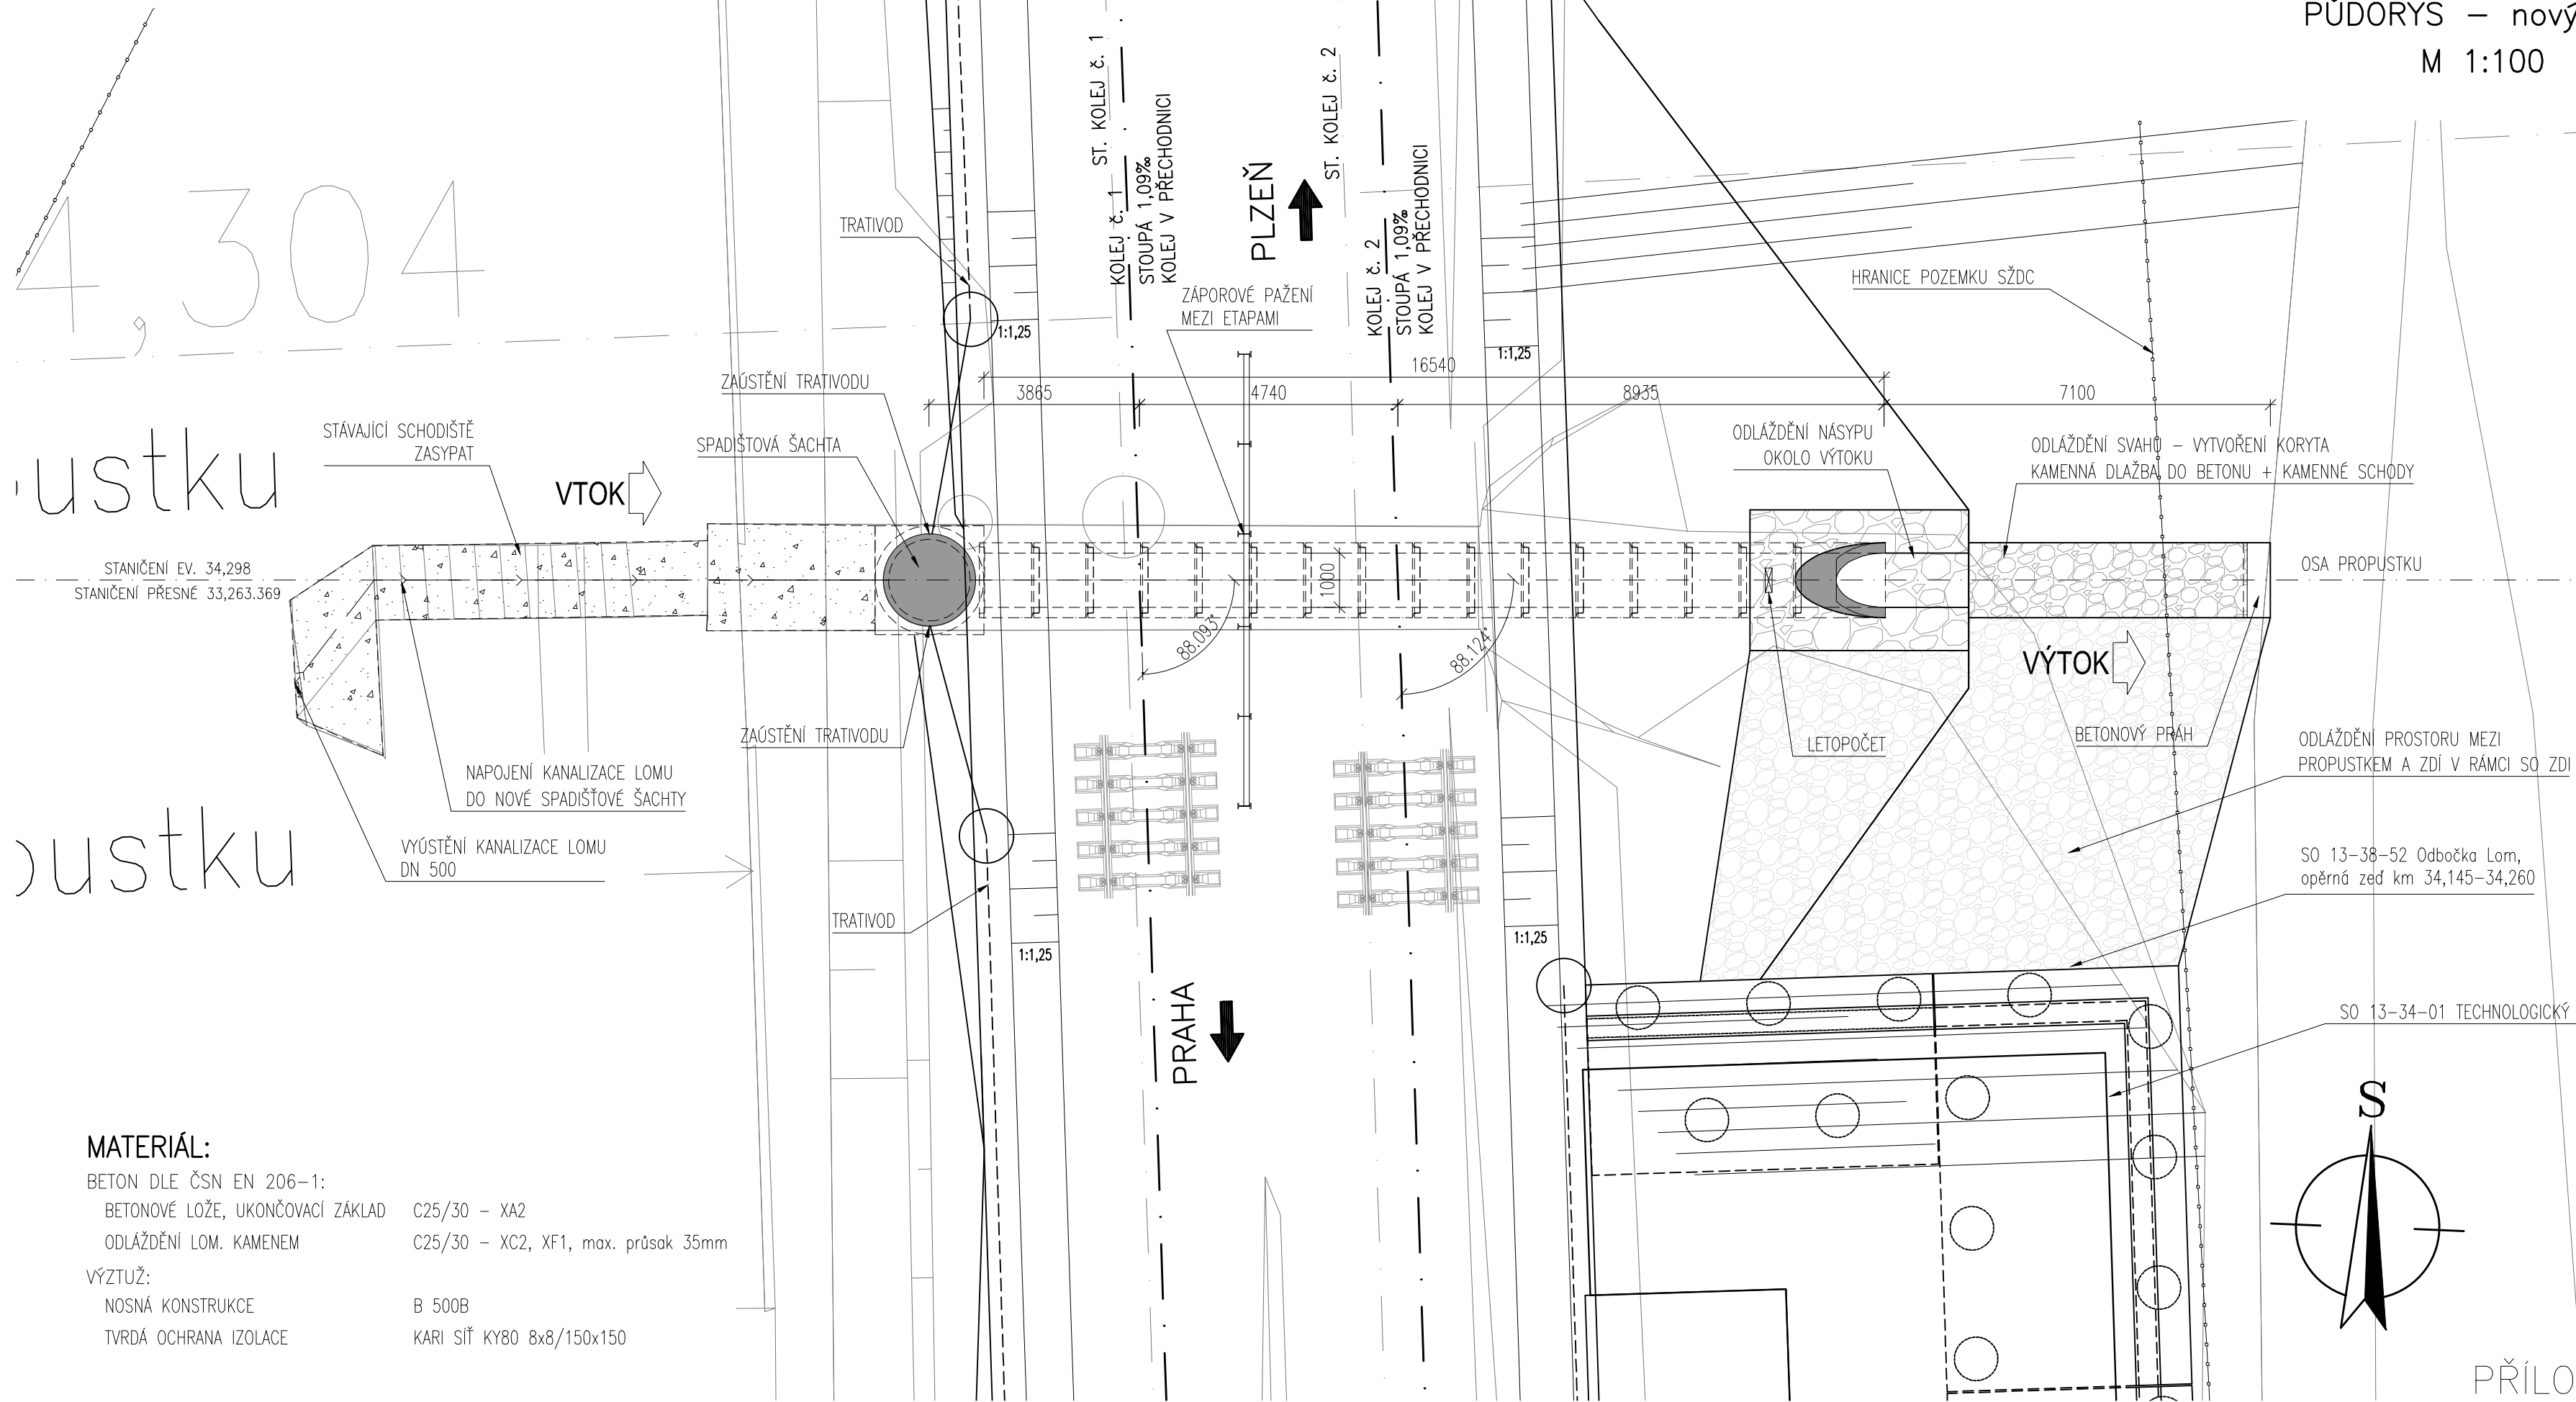 PŮDORYS – nový
M 1:100
4,304
ST. KOLEJ č. 1
KOLEJ č. 1
STOUPÁ 1,09‰
KOLEJ V PŘECHODNICI
PLZEŇ
ST. KOLEJ č. 2
KOLEJ č. 2
STOUPÁ 1,09‰
KOLEJ V PŘECHODNICI
TRATIVOD
HRANICE POZEMKU SŽDC
ZÁPOROVÉ PAŽENÍ
MEZI ETAPAMI
1:1,25
1:1,25
16540
3865
4740
8935
7100
ZAÚSTĚNÍ TRATIVODU
STÁVAJÍCÍ SCHODIŠTĚ
ZASYPAT
SPADIŠTOVÁ ŠACHTA
ODLÁŽDĚNÍ NÁSYPU
OKOLO VÝTOKU
ODLÁŽDĚNÍ SVAHU – VYTVOŘENÍ KORYTA
KAMENNÁ DLAŽBA DO BETONU + KAMENNÉ SCHODY
ustku
VTOK
STANIČENÍ EV. 34,298
STANIČENÍ PŘESNÉ 33,263.369
1000
OSA PROPUSTKU
88.093°
88.124°
VÝTOK
ZAÚSTĚNÍ TRATIVODU
LETOPOČET
BETONOVÝ PRÁH
ODLÁŽDĚNÍ PROSTORU MEZI
PROPUSTKEM A ZDÍ V RÁMCI SO ZDI
NAPOJENÍ KANALIZACE LOMU
DO NOVÉ SPADIŠŤOVÉ ŠACHTY
VYÚSTĚNÍ KANALIZACE LOMU
DN 500
ustku
SO 13-38-52 Odbočka Lom,
opěrná zeď km 34,145-34,260
TRATIVOD
1:1,25
1:1,25
PRAHA
SO 13-34-01 TECHNOLOGICKÝ
S
MATERIÁL:
BETON DLE ČSN EN 206-1:
BETONOVÉ LOŽE, UKONČOVACÍ ZÁKLAD C25/30 – XA2
ODLÁŽDĚNÍ LOM. KAMENEM C25/30 – XC2, XF1, max. průsak 35mm
VÝZTUŽ:
NOSNÁ KONSTRUKCE B 500B
TVRDÁ OCHRANA IZOLACE KARI SÍŤ KY80 8x8/150x150
PŘÍLO